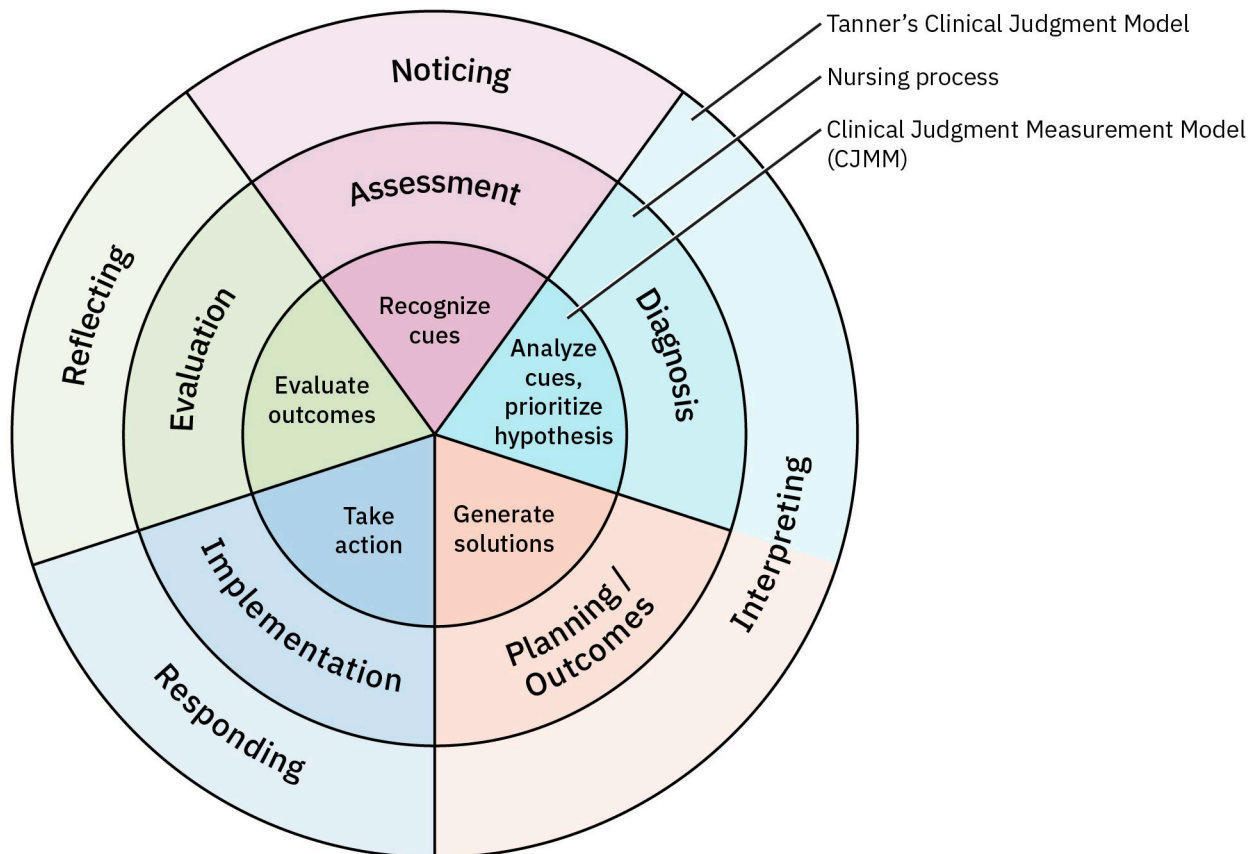 Tanner’s Clinical Judgment Model
Nursing process
Clinical Judgment Measurement Model
(CJMM)
Noticing
Assessment
Recognize
cues
Interpreting
Diagnosis
Analyze
cues,
prioritize
hypothesis
Planning /
Outcomes
Generate
solutions
Responding
Implementation
Take
action
Reflecting
Evaluation
Evaluate
outcomes